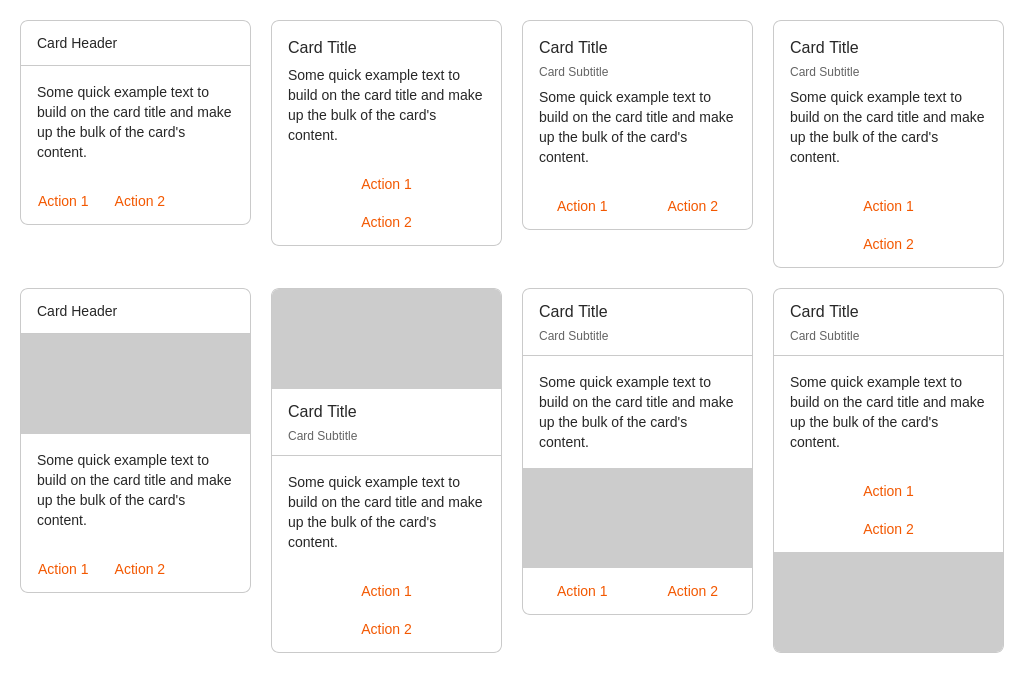 Card Header
Some quick example text to
build on the card title and make
up the bulk of the card's
content.
Action 1 Action 2
Card Title
Some quick example text to
build on the card title and make
up the bulk of the card's
content.
Action 1
Action 2
Card Title
Card Subtitle
Some quick example text to
build on the card title and make
up the bulk of the card's
content.
Action 1 Action 2
Card Title
Card Subtitle
Some quick example text to
build on the card title and make
up the bulk of the card's
content.
Action 1
Action 2
Card Header
Some quick example text to
build on the card title and make
up the bulk of the card's
content.
Action 1 Action 2
Card Title
Card Subtitle
Some quick example text to
build on the card title and make
up the bulk of the card's
content.
Action 1
Action 2
Card Title
Card Subtitle
Some quick example text to
build on the card title and make
up the bulk of the card's
content.
Action 1 Action 2
Card Title
Card Subtitle
Some quick example text to
build on the card title and make
up the bulk of the card's
content.
Action 1
Action 2